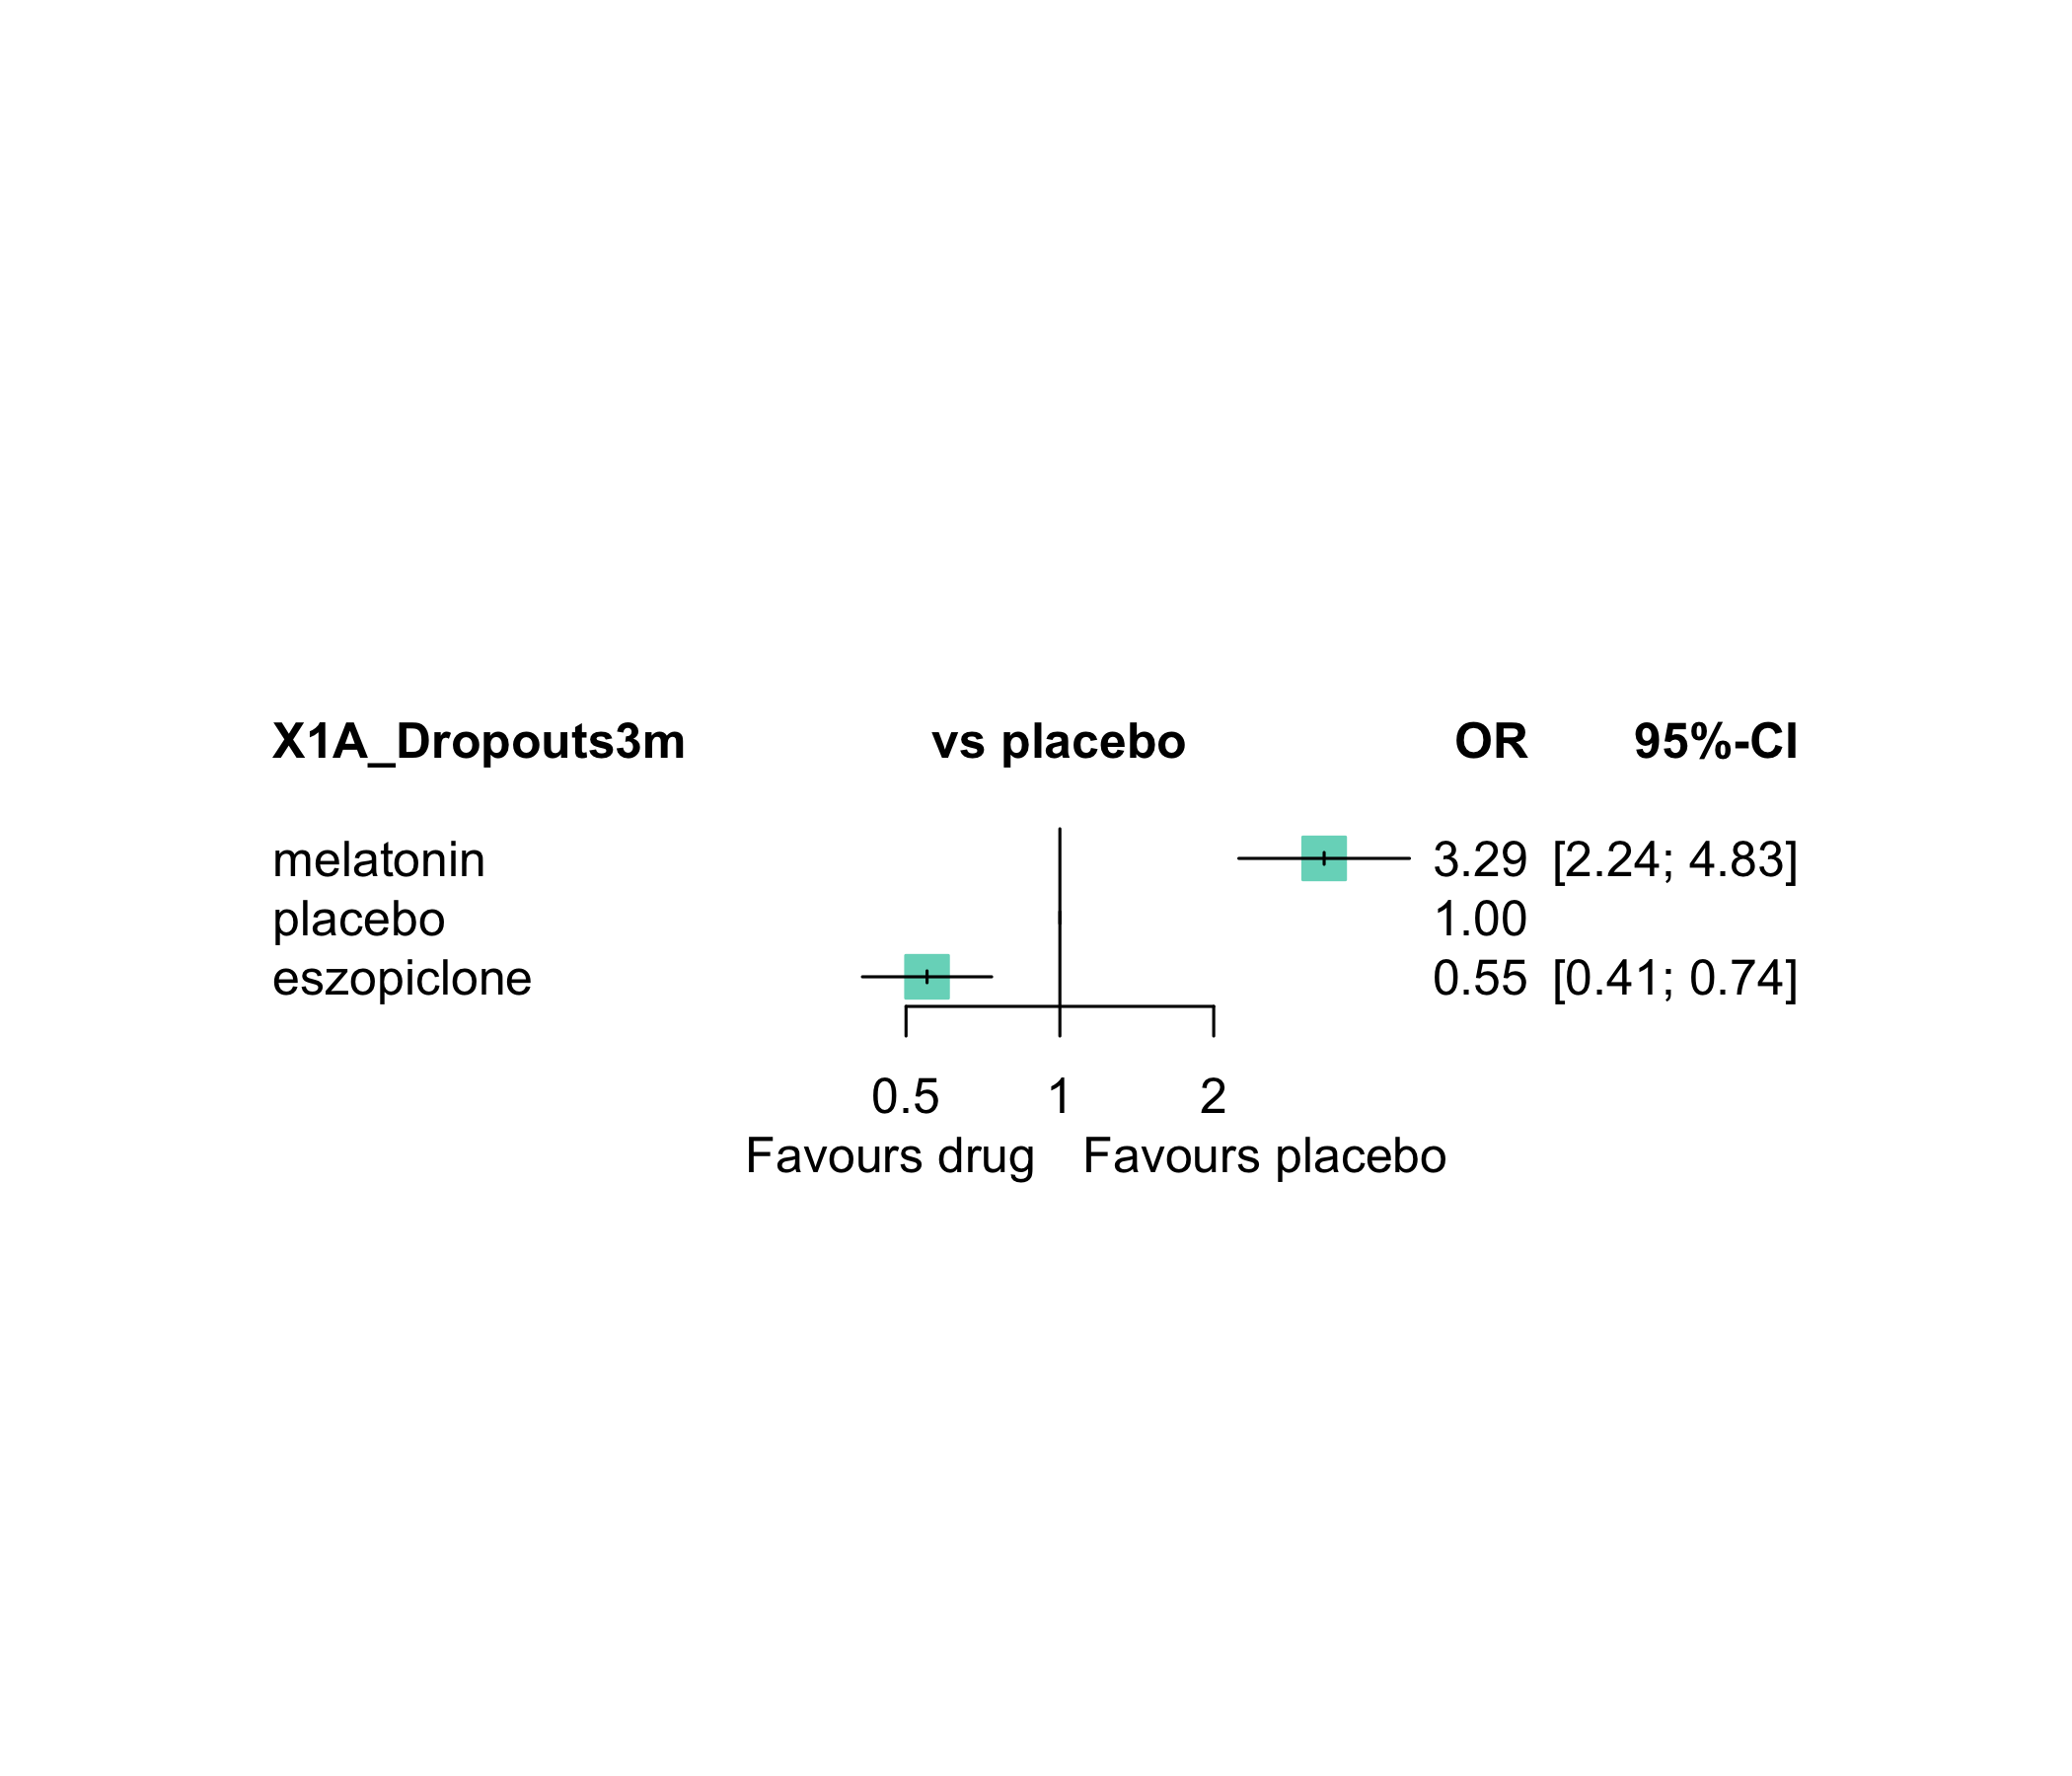 X1A_Dropouts3m vs placebo OR 95%-CI
melatonin 3.29 [2.24; 4.83]
placebo 1.00
eszopiclone 0.55 [0.41; 0.74]
0.5 1 2
Favours drug Favours placebo